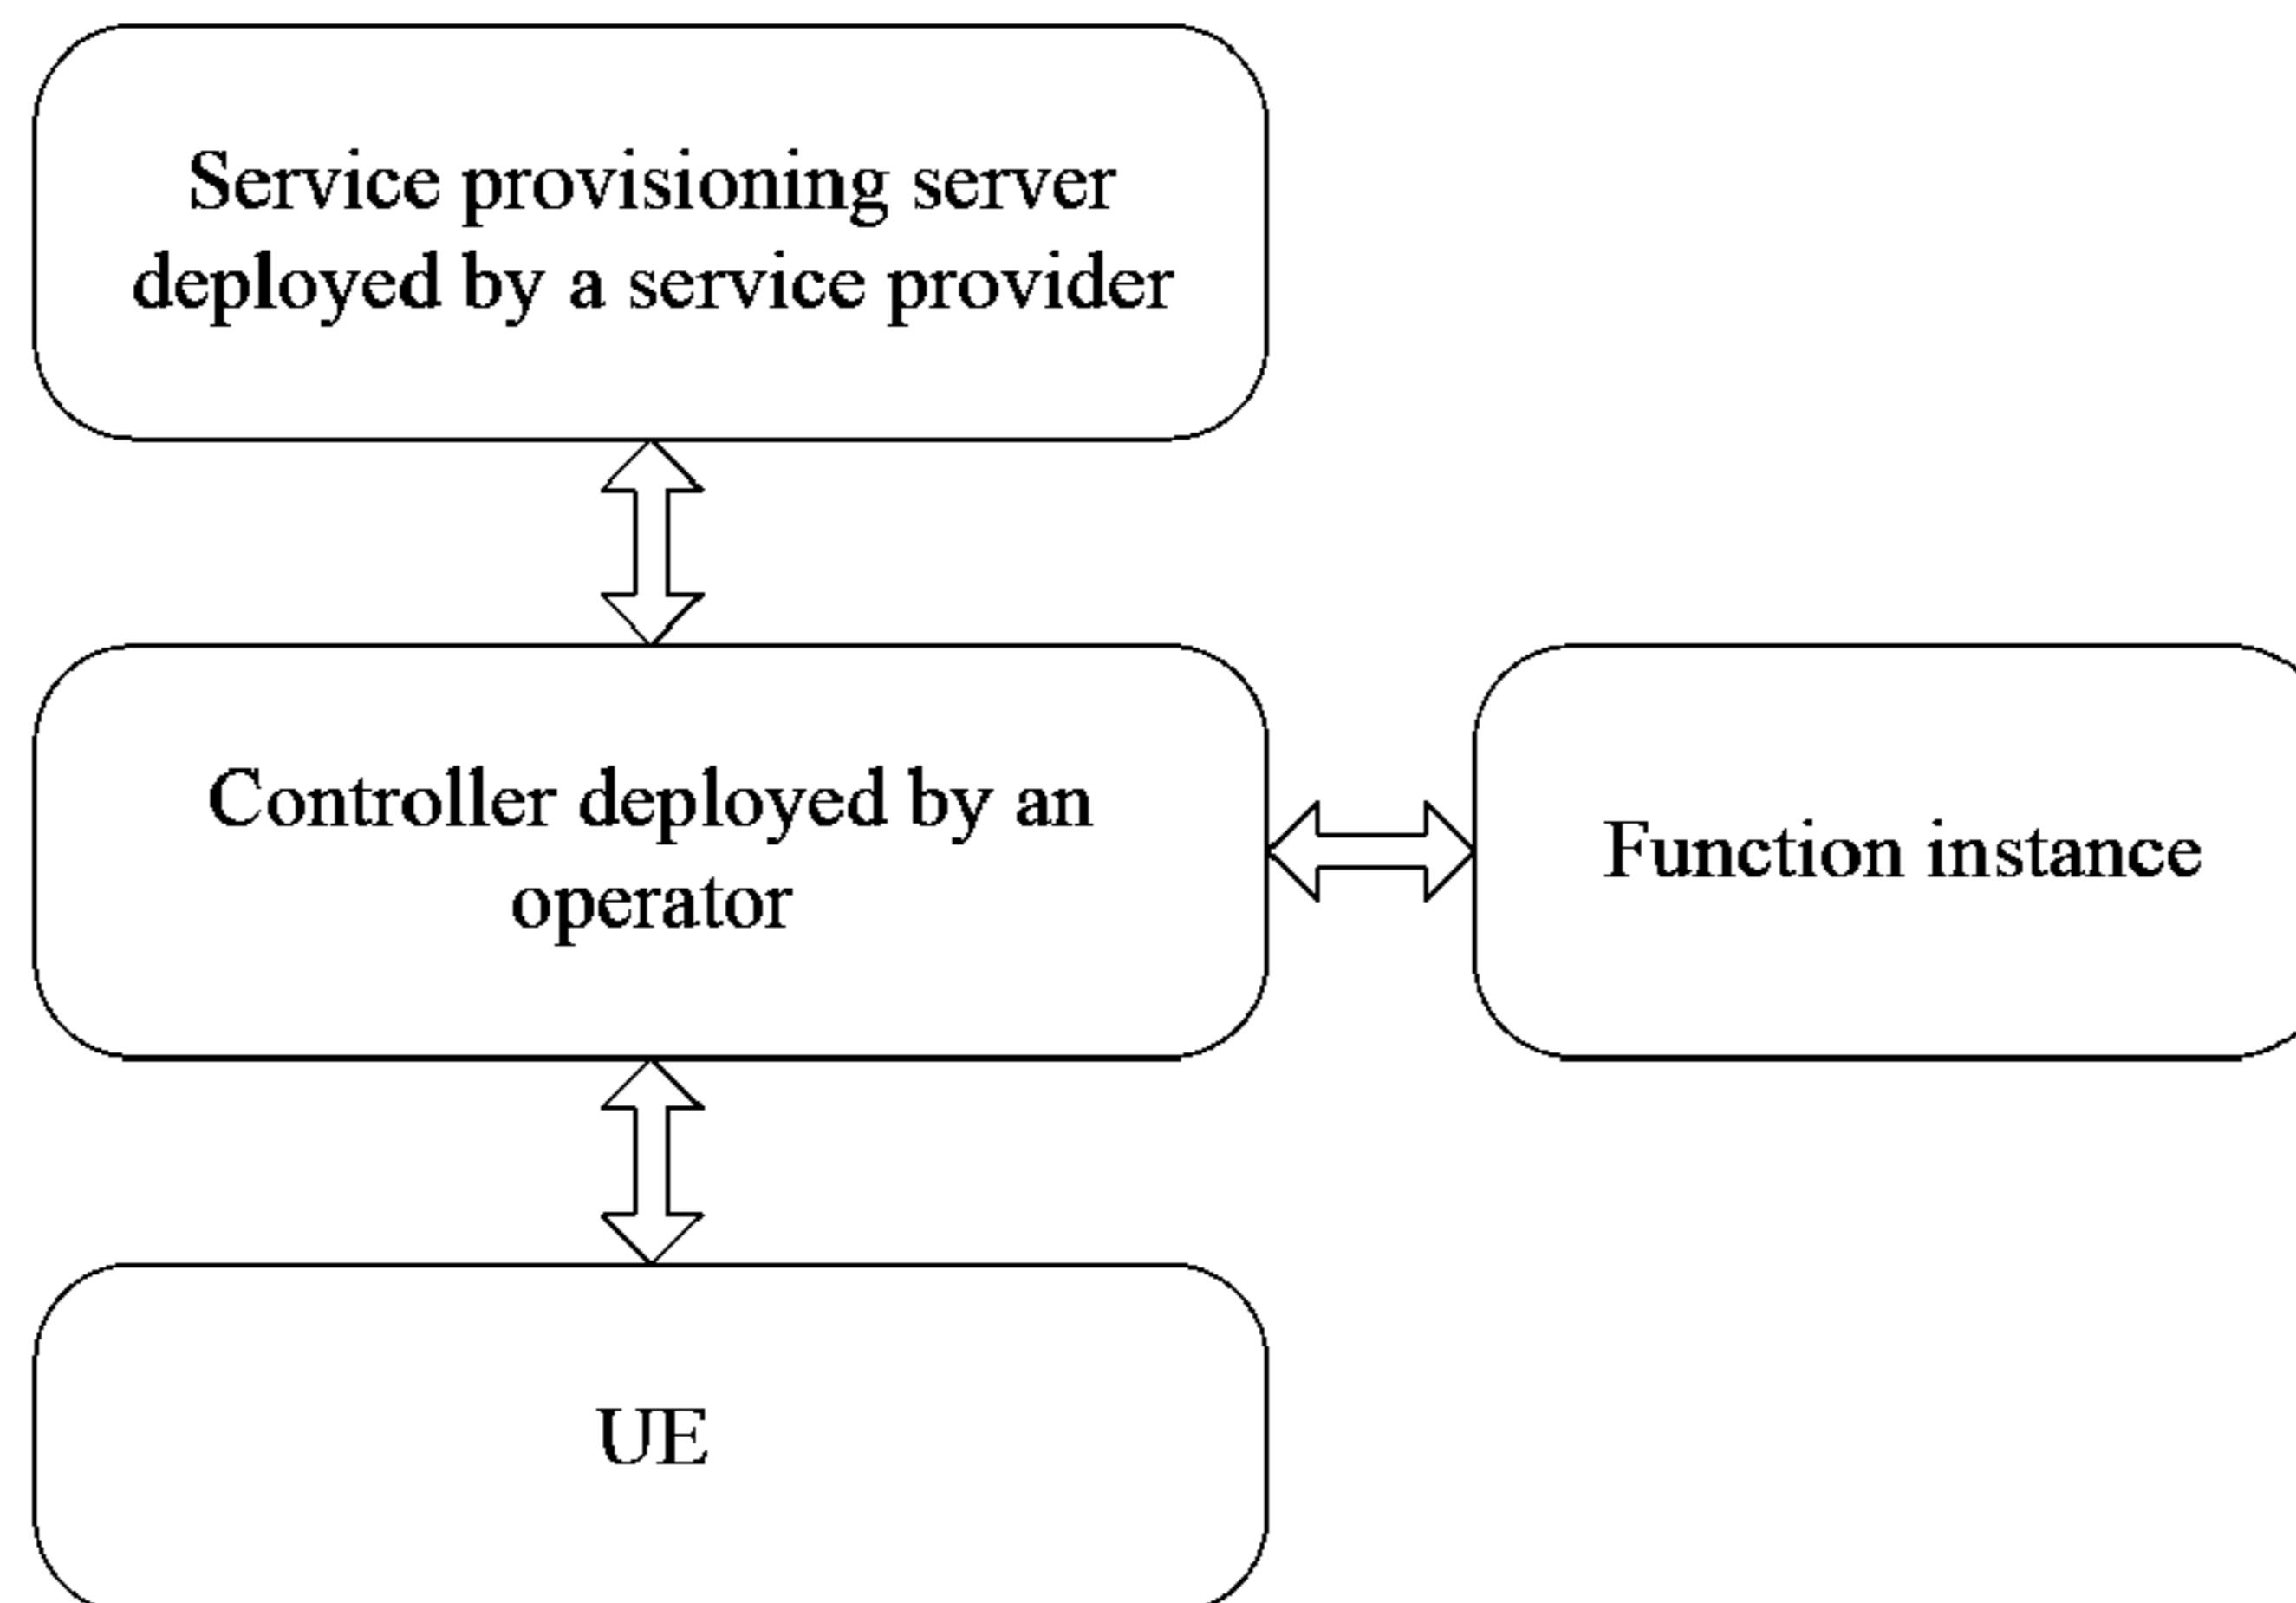 Service provisioning server
deployed by a service provider
Controller deployed by an
operator
Function instance
UE